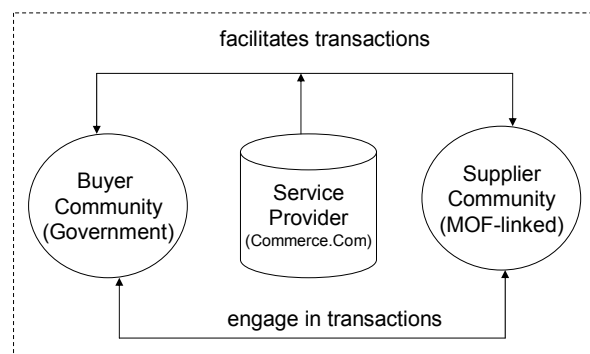 facilitates transactions
Buyer
Community
(Government)
Service
Provider
(Commerce.Com)
Supplier
Community
(MOF-linked)
engage in transactions